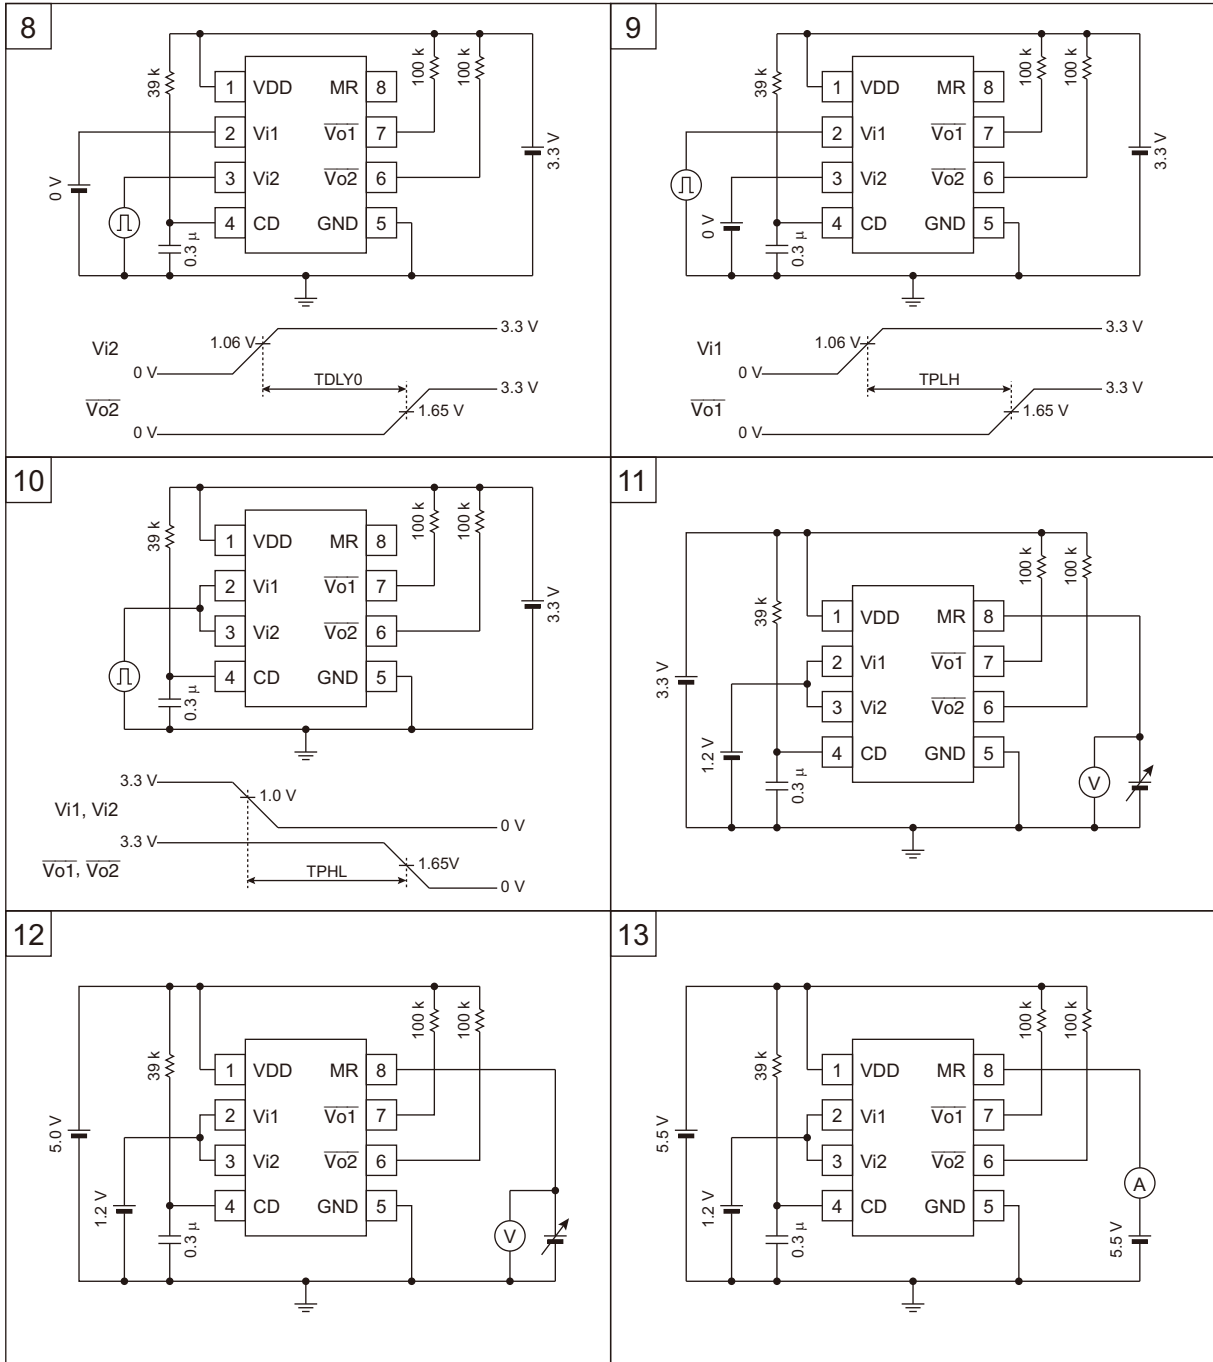 8
39 k
100 k
100 k
1 VDD MR 8
2 Vi1 Vo1 7
3 Vi2 Vo2 6
4 CD GND 5
0 V
0.3 μ
3.3 V
Vi2
0 V
1.06 V
3.3 V
TDLY0
Vo2
0 V
1.65 V
3.3 V
9
39 k
100 k
100 k
1 VDD MR 8
2 Vi1 Vo1 7
3 Vi2 Vo2 6
4 CD GND 5
0 V
0.3 μ
3.3 V
Vi1
0 V
1.06 V
3.3 V
TPLH
Vo1
0 V
1.65 V
3.3 V
10
39 k
100 k
100 k
1 VDD MR 8
2 Vi1 Vo1 7
3 Vi2 Vo2 6
4 CD GND 5
0.3 μ
3.3 V
3.3 V
Vi1, Vi2
1.0 V
0 V
3.3 V
Vo1, Vo2
TPHL
1.65V
0 V
11
39 k
100 k
100 k
1 VDD MR 8
2 Vi1 Vo1 7
3 Vi2 Vo2 6
4 CD GND 5
3.3 V
1.2 V
0.3 μ
V
12
39 k
100 k
100 k
1 VDD MR 8
2 Vi1 Vo1 7
3 Vi2 Vo2 6
4 CD GND 5
5.0 V
1.2 V
0.3 μ
V
13
39 k
100 k
100 k
1 VDD MR 8
2 Vi1 Vo1 7
3 Vi2 Vo2 6
4 CD GND 5
5.5 V
1.2 V
0.3 μ
A
5.5 V